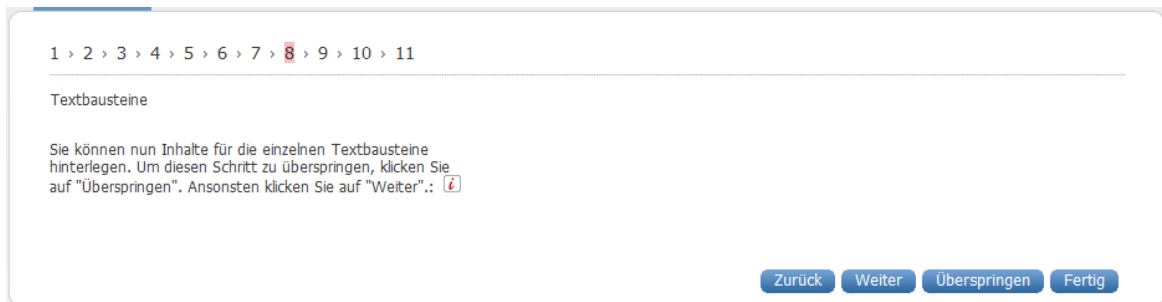 1 › 2 › 3 › 4 › 5 › 6 › 7 › 8 › 9 › 10 › 11
Textbausteine
Sie können nun Inhalte für die einzelnen Textbausteine
hinterlegen. Um diesen Schritt zu überspringen, klicken Sie
auf "Überspringen". Ansonsten klicken Sie auf "Weiter".: i
Zurück Weiter Überspringen Fertig